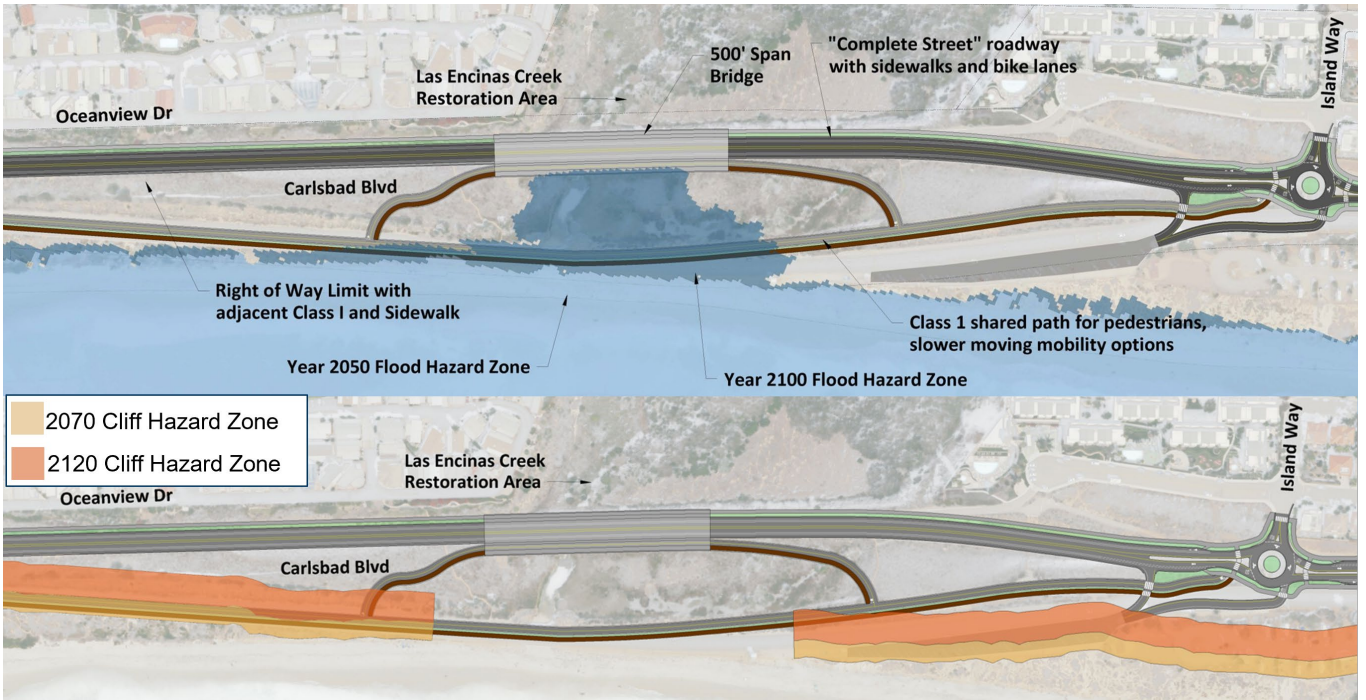 "Complete Street" roadway
with sidewalks and bike lanes
500' Span
Bridge
Las Encinas Creek
Restoration Area
Island Way
Oceanview Dr
Carlsbad Blvd
Right of Way Limit with
adjacent Class I and Sidewalk
Class 1 shared path for pedestrians,
slower moving mobility options
Year 2050 Flood Hazard Zone
Year 2100 Flood Hazard Zone
2070 Cliff Hazard Zone
2120 Cliff Hazard Zone
Las Encinas Creek
Restoration Area
Island Way
Oceanview Dr
Carlsbad Blvd